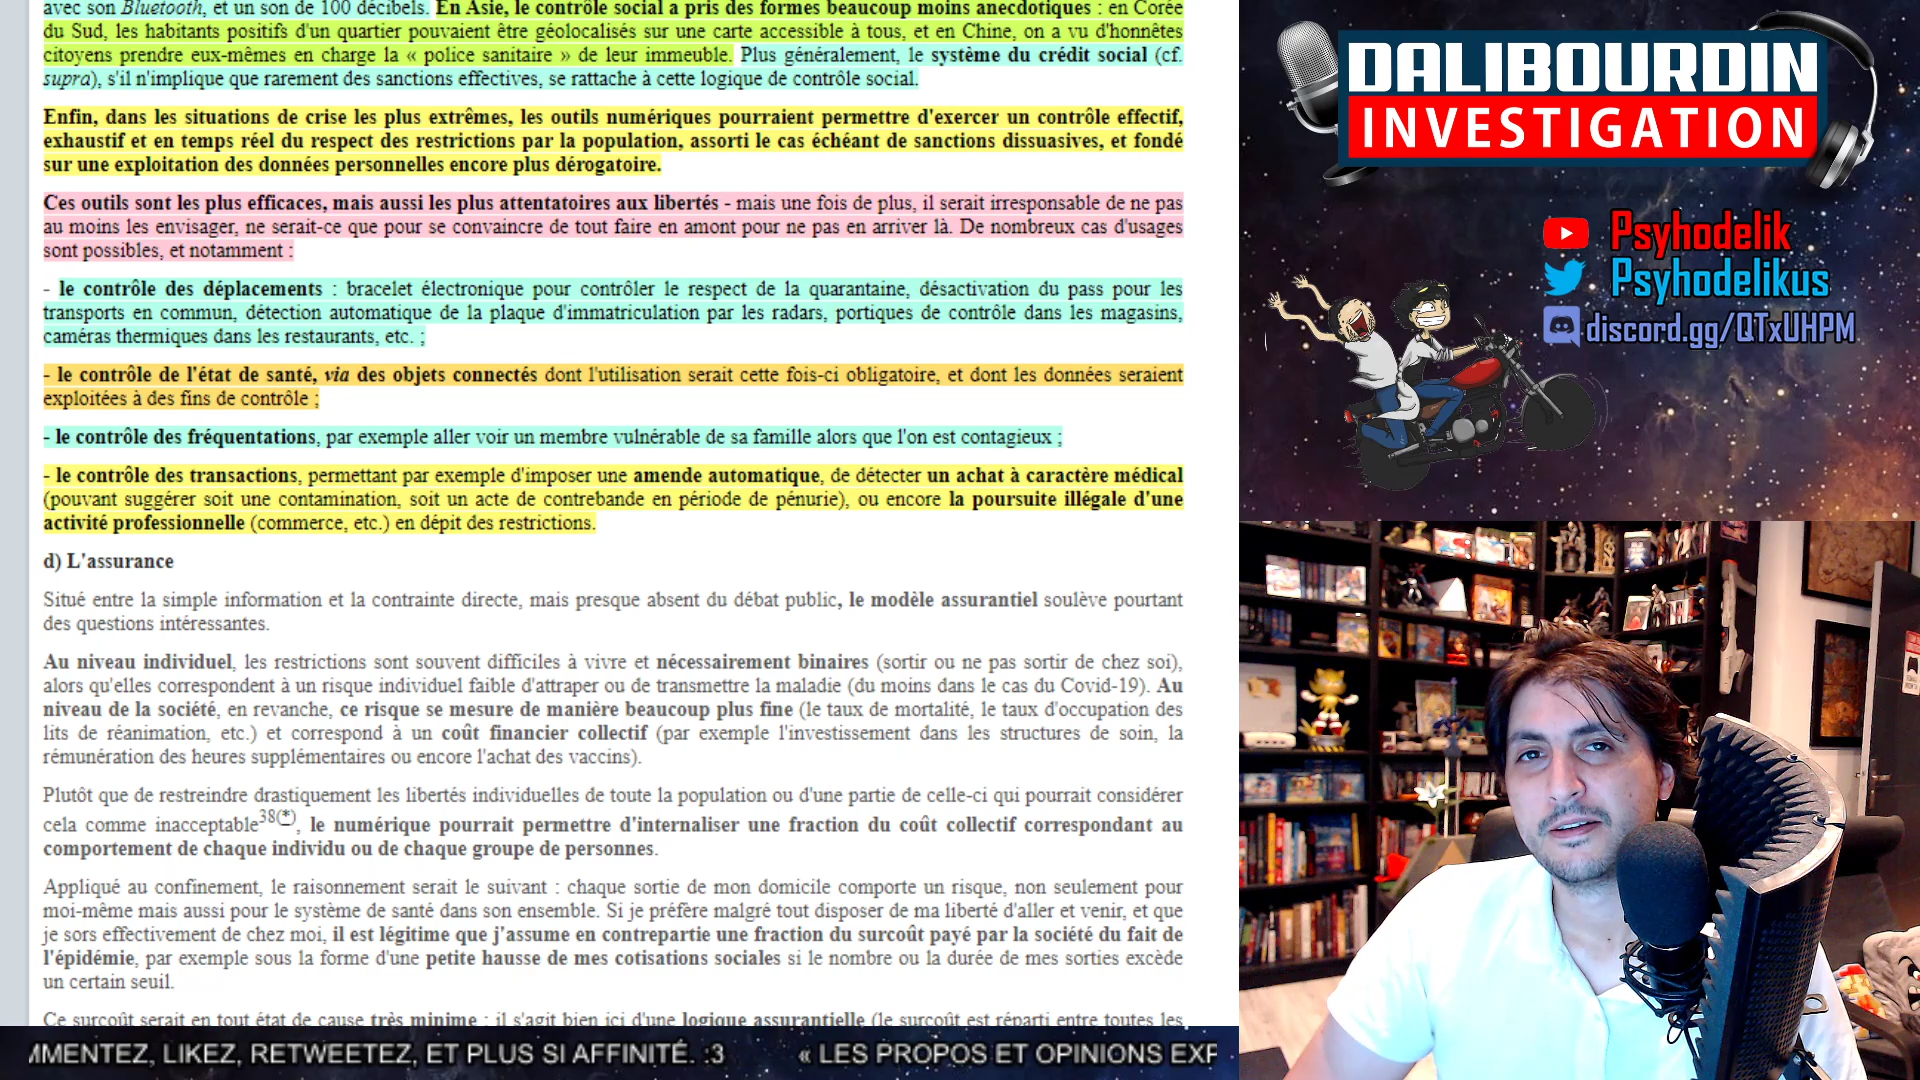 avec son Bluetooth, et un son de 100 décibels. En Asie, le contrôle social a pris des formes beaucoup moins anecdotiques : en Corée
du Sud, les habitants positifs d'un quartier pouvaient être géolocalisés sur une carte accessible à tous, et en Chine, on a vu d'honnêtes
citoyens prendre eux-mêmes en charge la « police sanitaire » de leur immeuble. Plus généralement, le système du crédit social (cf.
supra), s'il n'implique que rarement des sanctions effectives, se rattache à cette logique de contrôle social.
Enfin, dans les situations de crise les plus extrêmes, les outils numériques pourraient permettre d'exercer un contrôle effectif,
exhaustif et en temps réel du respect des restrictions par la population, assorti le cas échéant de sanctions dissuasives, et fondé
sur une exploitation des données personnelles encore plus dérogatoire.
Ces outils sont les plus efficaces, mais aussi les plus attentatoires aux libertés - mais une fois de plus, il serait irresponsable de ne pas
au moins les envisager, ne serait-ce que pour se convaincre de tout faire en amont pour ne pas en arriver là. De nombreux cas d'usages
sont possibles, et notamment :
- le contrôle des déplacements : bracelet électronique pour contrôler le respect de la quarantaine, désactivation du pass pour les
transports en commun, détection automatique de la plaque d'immatriculation par les radars, portiques de contrôle dans les magasins,
caméras thermiques dans les restaurants, etc. ;
- le contrôle de l'état de santé, via des objets connectés dont l'utilisation serait cette fois-ci obligatoire, et dont les données seraient
exploitées à des fins de contrôle ;
- le contrôle des fréquentations, par exemple aller voir un membre vulnérable de sa famille alors que l'on est contagieux ;
- le contrôle des transactions, permettant par exemple d'imposer une amende automatique, de détecter un achat à caractère médical
(pouvant suggérer soit une contamination, soit un acte de contrebande en période de pénurie), ou encore la poursuite illégale d'une
activité professionnelle (commerce, etc.) en dépit des restrictions.
d) L'assurance
Situé entre la simple information et la contrainte directe, mais presque absent du débat public, le modèle assurantiel soulève pourtant
des questions intéressantes.
Au niveau individuel, les restrictions sont souvent difficiles à vivre et nécessairement binaires (sortir ou ne pas sortir de chez soi),
alors qu'elles correspondent à un risque individuel faible d'attraper ou de transmettre la maladie (du moins dans le cas du Covid-19). Au
niveau de la société, en revanche, ce risque se mesure de manière beaucoup plus fine (le taux de mortalité, le taux d'occupation des
lits de réanimation, etc.) et correspond à un coût financier collectif (par exemple l'investissement dans les structures de soin, la
rémunération des heures supplémentaires ou encore l'achat des vaccins).
Plutôt que de restreindre drastiquement les libertés individuelles de toute la population ou d'une partie de celle-ci qui pourrait considérer
cela comme inacceptable38(*), le numérique pourrait permettre d'internaliser une fraction du coût collectif correspondant au
comportement de chaque individu ou de chaque groupe de personnes.
Appliqué au confinement, le raisonnement serait le suivant : chaque sortie de mon domicile comporte un risque, non seulement pour
moi-même mais aussi pour le système de santé dans son ensemble. Si je préfère malgré tout disposer de ma liberté d'aller et venir, et que
je sors effectivement de chez moi, il est légitime que j'assume en contrepartie une fraction du surcoût payé par la société du fait de
l'épidémie, par exemple sous la forme d'une petite hausse de mes cotisations sociales si le nombre ou la durée de mes sorties excède
un certain seuil.
Ce surcoût serait en tout état de cause très minime : il s'agit bien ici d'une logique assurantielle (le surcoût est réparti entre toutes les
MMENTEZ, LIKEZ, RETWEETEZ, ET PLUS SI AFFINITÉ. :3 « LES PROPOS ET OPINIONS EXP
DALIBOURDIN
INVESTIGATION
Psyhodelik
Psyhodelikus
discord.gg/QTxUHPM